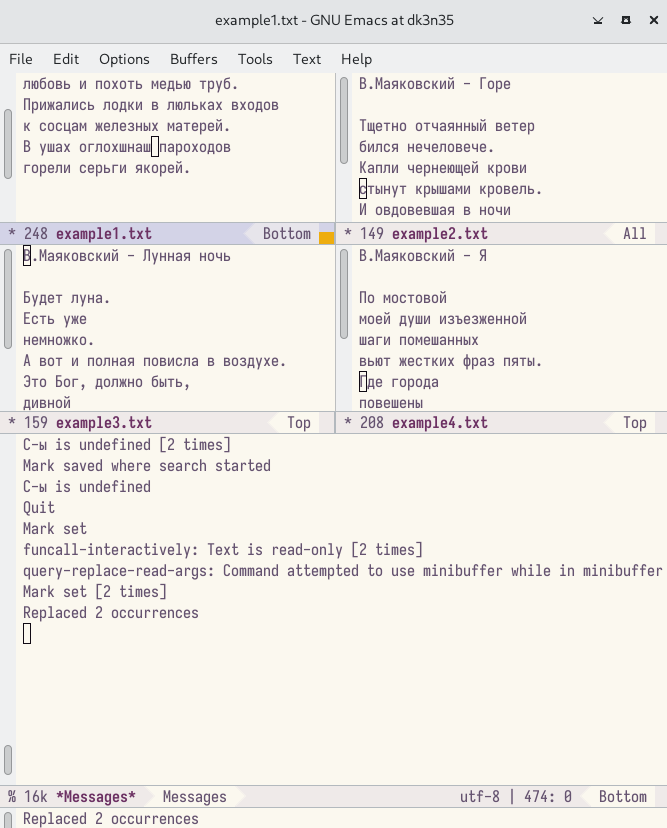 example1.txt - GNU Emacs at dk3n35
File Edit Options Buffers Tools Text Help
любовь и похоть медью труб.
Прижались лодки в люльках входов
к сосцам железных матерей.
В ушах оглохшнаш пароходов
горели серьги якорей.
* 248 example1.txt Bottom
В.Маяковский - Горе
Тщетно отчаянный ветер
бился нечеловече.
Капли чернеющей крови
стынут крышами кровель.
И овдовевшая в ночи
* 149 example2.txt All
В.Маяковский - Лунная ночь
Будет луна.
Есть уже
немножко.
А вот и полная повисла в воздухе.
Это Бог, должно быть,
дивной
* 159 example3.txt Top
В.Маяковский - Я
По мостовой
моей души изъезженной
шаги помешанных
вьют жестких фраз пяты.
Где города
повешены
* 208 example4.txt Top
C-ы is undefined [2 times]
Mark saved where search started
C-ы is undefined
Quit
Mark set
funcall-interactively: Text is read-only [2 times]
query-replace-read-args: Command attempted to use minibuffer while in minibuffer
Mark set [2 times]
Replaced 2 occurrences
% 16k *Messages* Messages utf-8 | 474: 0 Bottom
Replaced 2 occurrences